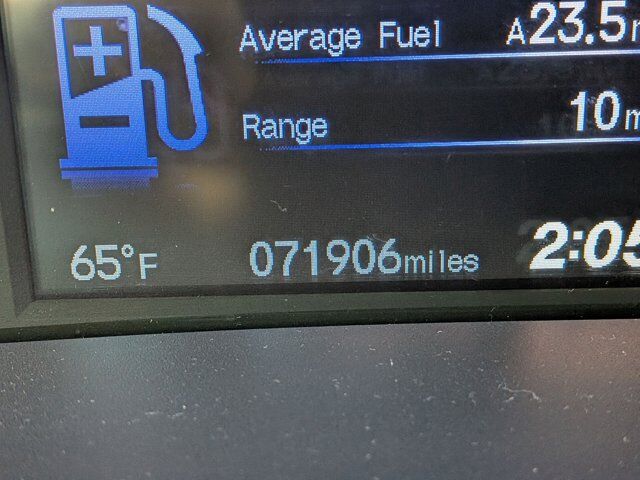 Average Fuel A23.5
Range 10
65°F 071906miles 2:05